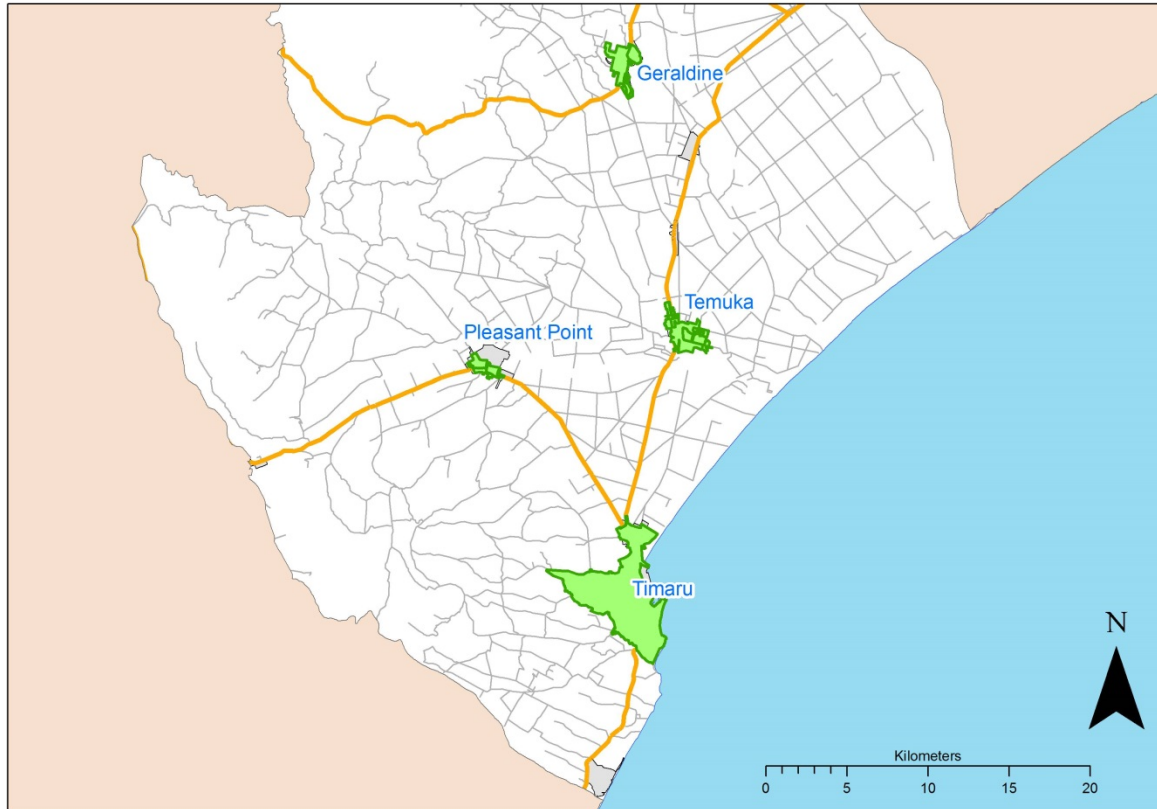 Geraldine
Temuka
Pleasant Point
Timaru
N
Kilometers
0 5 10 15 20